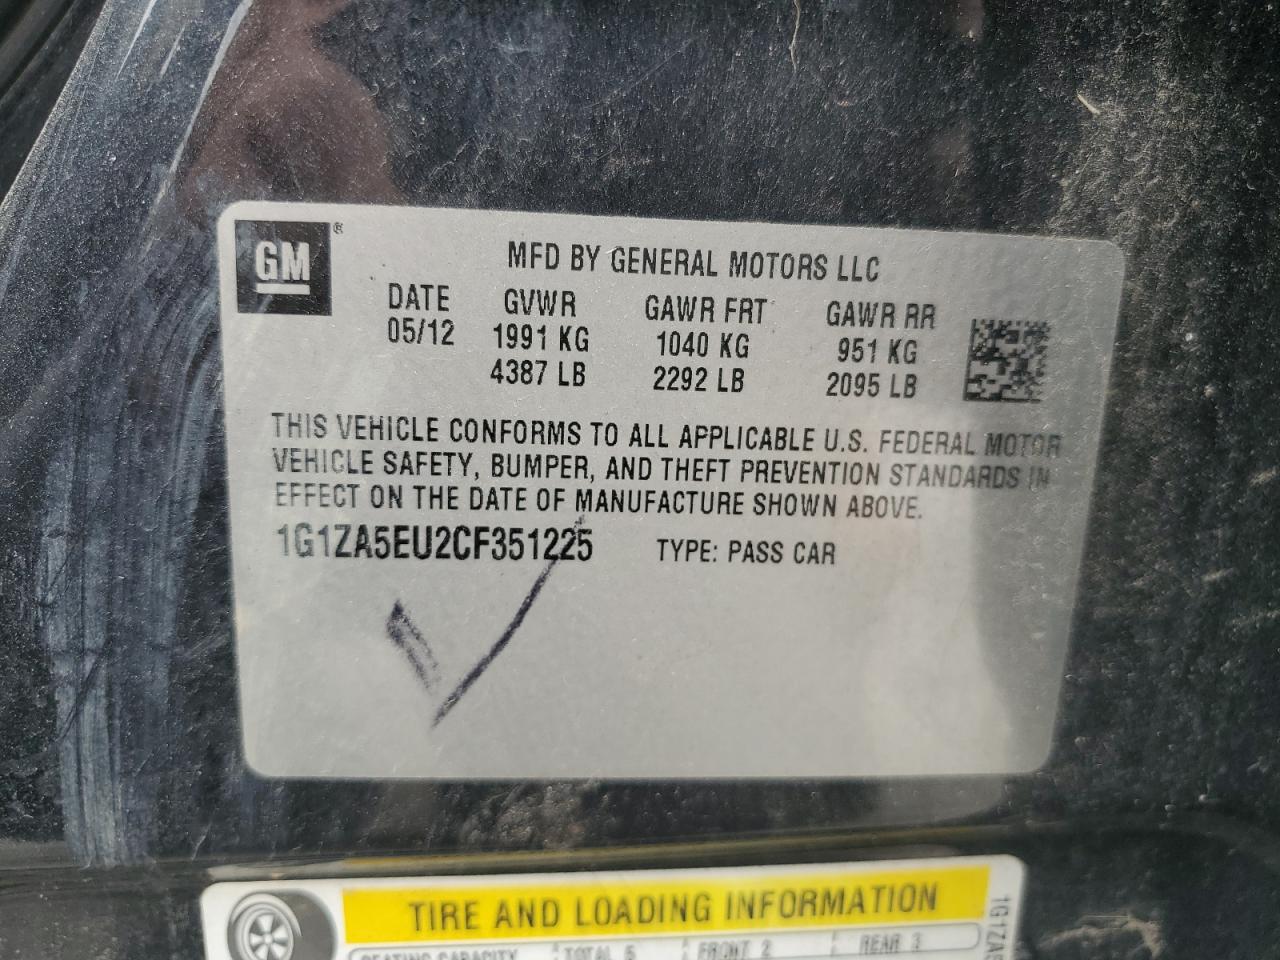 GM ®
MFD BY GENERAL MOTORS LLC
DATE GVWR GAWR FRT GAWR RR
05/12 1991 KG 1040 KG 951 KG
4387 LB 2292 LB 2095 LB
THIS VEHICLE CONFORMS TO ALL APPLICABLE U.S. FEDERAL MOTOR
VEHICLE SAFETY, BUMPER, AND THEFT PREVENTION STANDARDS IN
EFFECT ON THE DATE OF MANUFACTURE SHOWN ABOVE.
1G1ZA5EU2CF351225 TYPE: PASS CAR
TIRE AND LOADING INFORMATION
SEATING CAPACITY TOTAL 5 FRONT 2 REAR 3
1G1ZA5